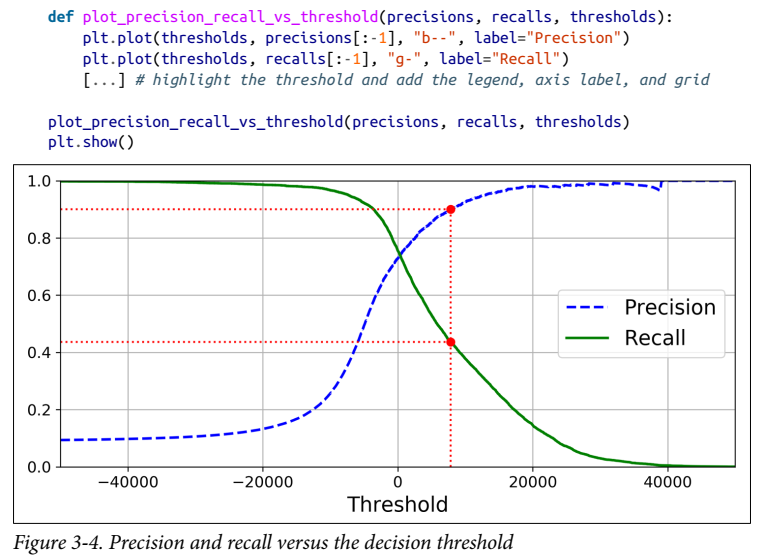 def plot_precision_recall_vs_threshold(precisions, recalls, thresholds):
plt.plot(thresholds, precisions[:-1], "b--", label="Precision")
plt.plot(thresholds, recalls[:-1], "g-", label="Recall")
[...] # highlight the threshold and add the legend, axis label, and grid
plot_precision_recall_vs_threshold(precisions, recalls, thresholds)
plt.show()
1.0
0.8
0.6
0.4
0.2
0.0
Precision
Recall
−40000 −20000 0 20000 40000
Threshold
Figure 3-4. Precision and recall versus the decision threshold